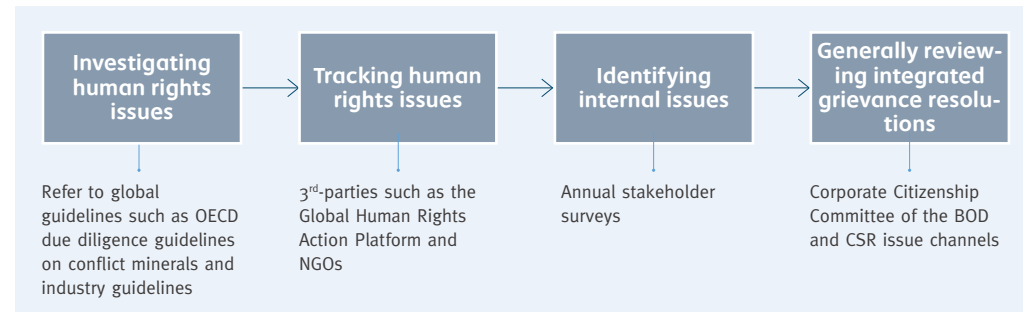 Investigating
human rights
issues
Refer to global
guidelines such as OECD
due diligence guidelines
on conflict minerals and
industry guidelines
Tracking human
rights issues
3rd-parties such as the
Global Human Rights
Action Platform and
NGOs
Identifying
internal issues
Annual stakeholder
surveys
Generally review-
ing integrated
grievance resolu-
tions
Corporate Citizenship
Committee of the BOD
and CSR issue channels